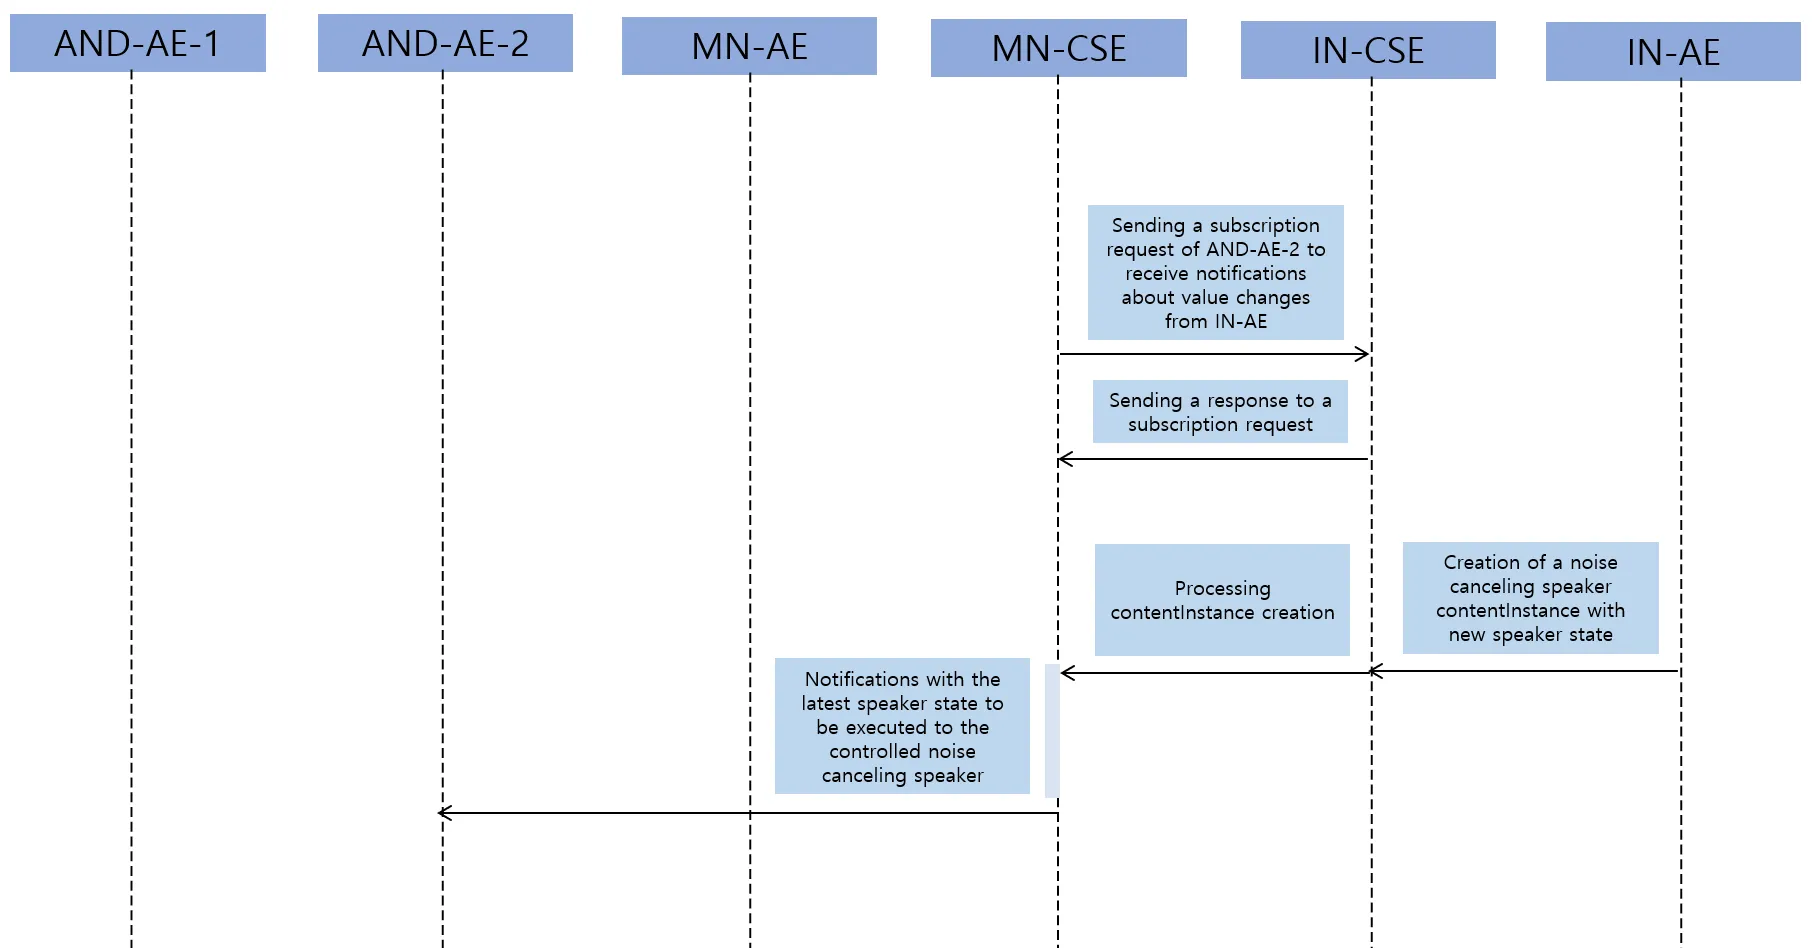 AND-AE-1
AND-AE-2
MN-AE
MN-CSE
IN-CSE
IN-AE
Sending a subscription
request of AND-AE-2 to
receive notifications
about value changes
from IN-AE
Sending a response to a
subscription request
Processing
contentInstance creation
Creation of a noise
canceling speaker
contentInstance with
new speaker state
Notifications with the
latest speaker state to
be executed to the
controlled noise
canceling speaker